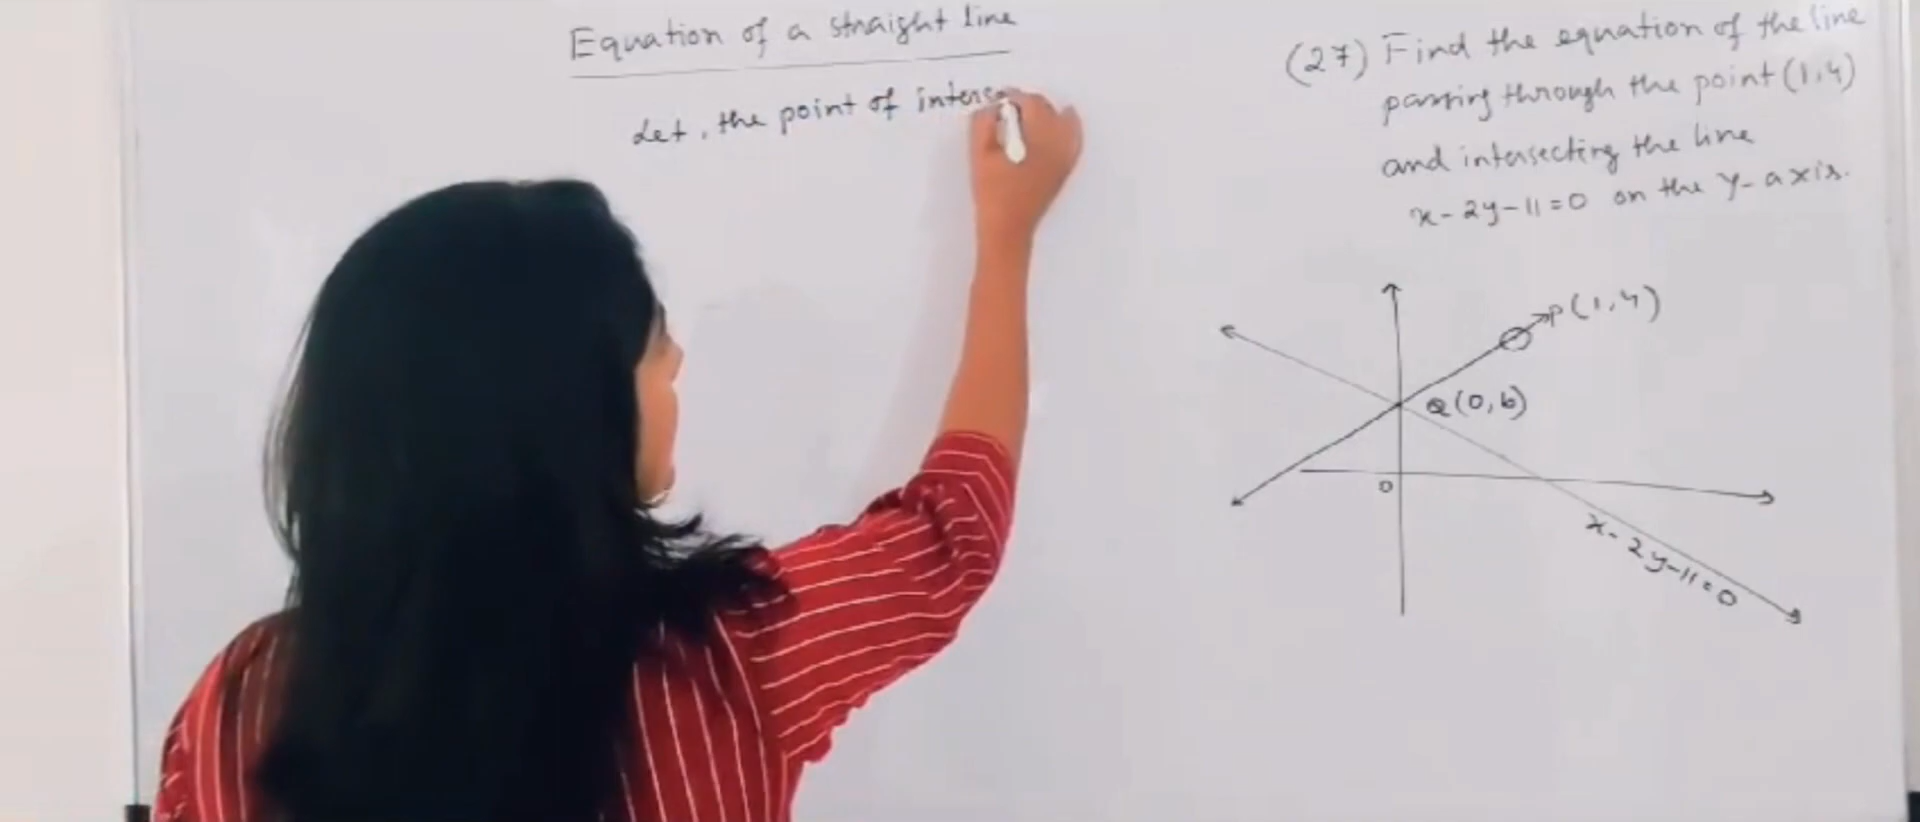 Equation of a straight line
Let, the point of interse
(27) Find the equation of the line
passing through the point (1,4)
and intersecting the line
x-2y-11=0 on the y-axis.
P(1,4)
Q(0,b)
0
x-2y-11=0